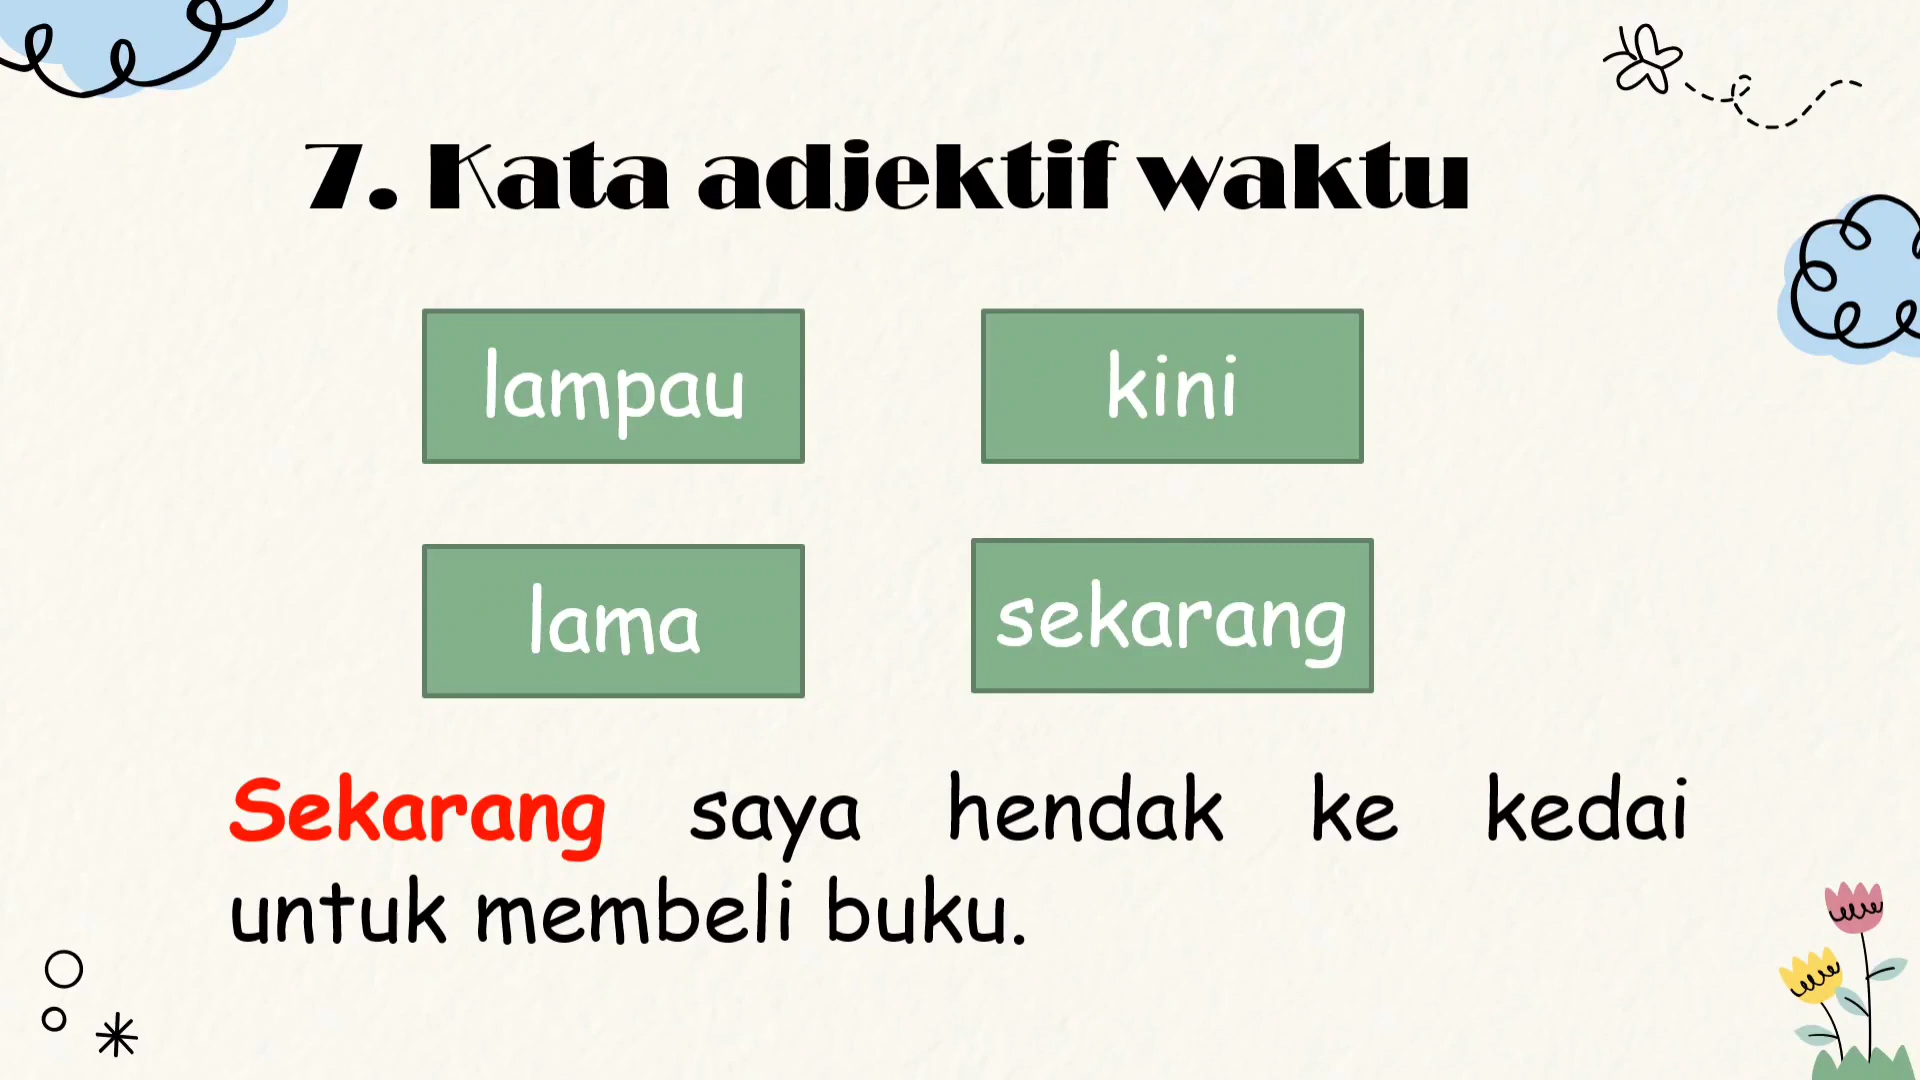 7. Kata adjektif waktu
lampau
kini
lama
sekarang
Sekarang saya hendak ke kedai
untuk membeli buku.